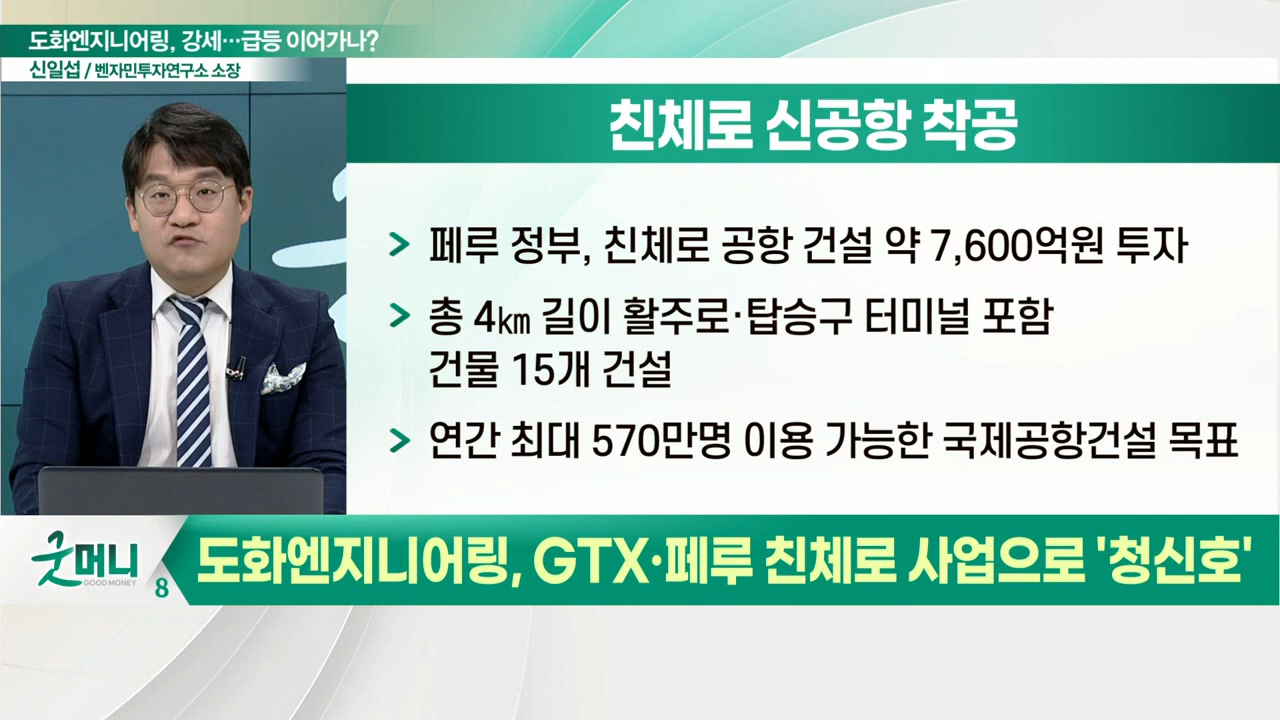 도화엔지니어링, 강세…급등 이어가나?
신일섭 / 벤자민투자연구소 소장
친체로 신공항 착공
> 페루 정부, 친체로 공항 건설 약 7,600억원 투자
> 총 4㎞ 길이 활주로·탑승구 터미널 포함
건물 15개 건설
> 연간 최대 570만명 이용 가능한 국제공항건설 목표
굿머니
GOOD MONEY
8
도화엔지니어링, GTX·페루 친체로 사업으로 '청신호'